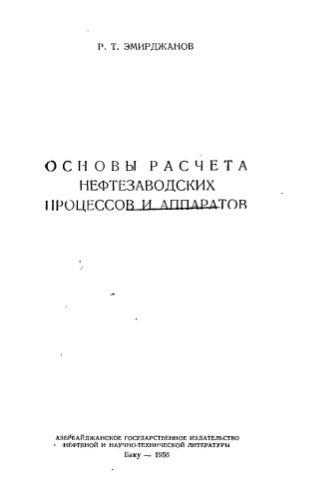 Р. Т. ЭМИРДЖАНОВ
ОСНОВЫ РАСЧЕТА
НЕФТЕЗАВОДСКИХ
ПРОЦЕССОВ И АППАРАТОВ
АЗЕРБАЙДЖАНСКОЕ ГОСУДАРСТВЕННОЕ ИЗДАТЕЛЬСТВО
НЕФТЯНОЙ И НАУЧНО-ТЕХНИЧЕСКОЙ ЛИТЕРАТУРЫ
Баку — 1956